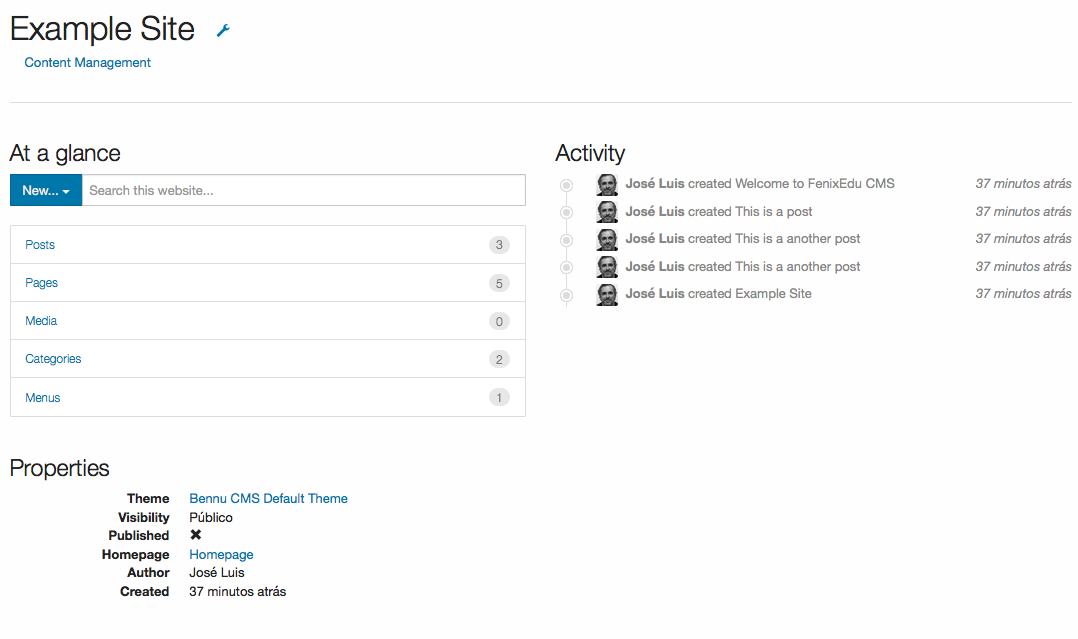 Example Site
Content Management
At a glance
New...
Search this website...
Posts 3
Pages 5
Media 0
Categories 2
Menus 1
Properties
Theme Bennu CMS Default Theme
Visibility Público
Published ✖
Homepage Homepage
Author José Luis
Created 37 minutos atrás
Activity
José Luis created Welcome to FenixEdu CMS 37 minutos atrás
José Luis created This is a post 37 minutos atrás
José Luis created This is a another post 37 minutos atrás
José Luis created This is a another post 37 minutos atrás
José Luis created Example Site 37 minutos atrás